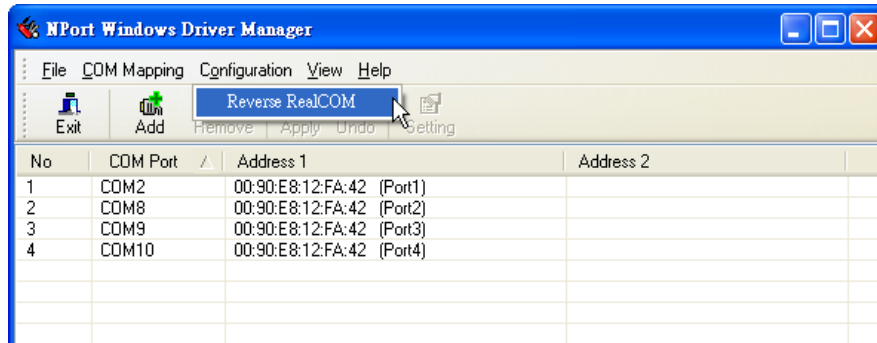 NPort Windows Driver Manager
File COM Mapping Configuration View Help
Reverse RealCOM
Exit Add Remove Apply Undo Setting
No COM Port Address 1 Address 2
1 COM2 00:90:E8:12:FA:42 (Port1)
2 COM8 00:90:E8:12:FA:42 (Port2)
3 COM9 00:90:E8:12:FA:42 (Port3)
4 COM10 00:90:E8:12:FA:42 (Port4)